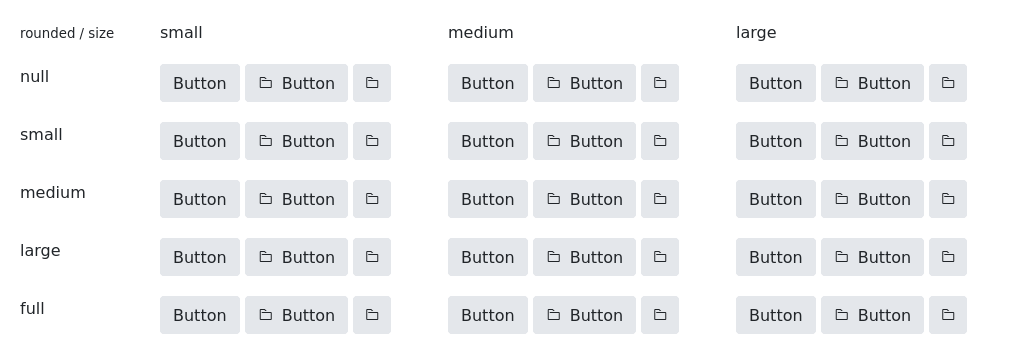 rounded / size small medium large
null Button Button Button Button Button Button
small Button Button Button Button Button Button
medium Button Button Button Button Button Button
large Button Button Button Button Button Button
full Button Button Button Button Button Button